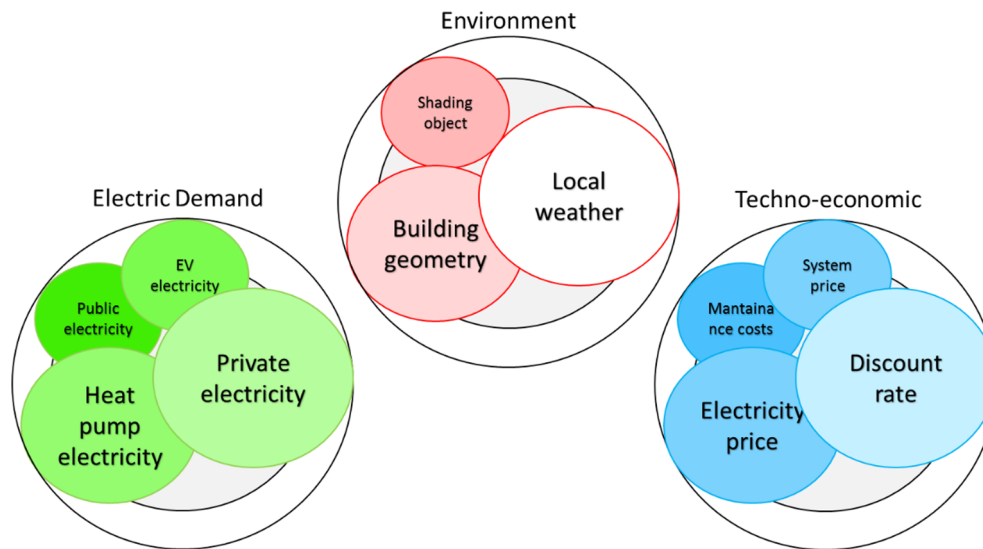 Environment
Shading
object
Local
weather
Building
geometry
Electric Demand
EV
electricity
Public
electricity
Private
electricity
Heat
pump
electricity
Techno-economic
System
price
Mantaina
nce costs
Discount
rate
Electricity
price